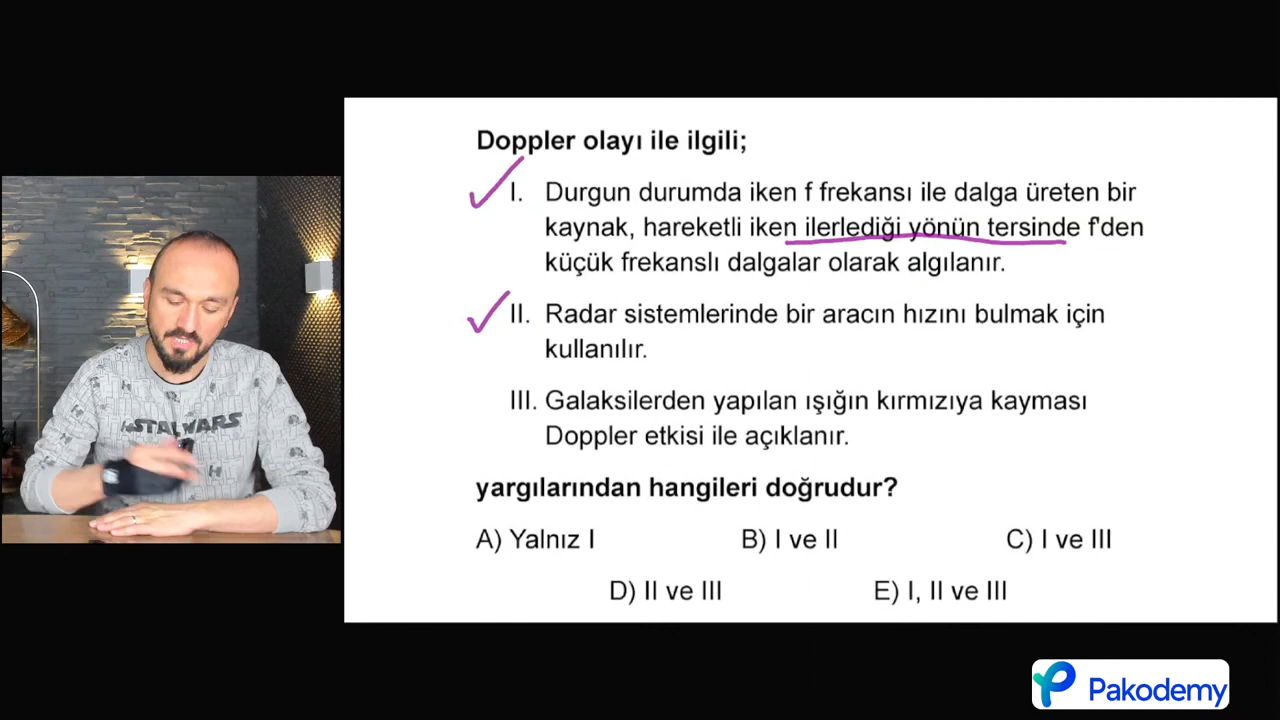 Doppler olayı ile ilgili;
I. Durgun durumda iken f frekansı ile dalga üreten bir
kaynak, hareketli iken ilerlediği yönün tersinde f'den
küçük frekanslı dalgalar olarak algılanır.
II. Radar sistemlerinde bir aracın hızını bulmak için
kullanılır.
III. Galaksilerden yapılan ışığın kırmızıya kayması
Doppler etkisi ile açıklanır.
yargılarından hangileri doğrudur?
A) Yalnız I B) I ve II C) I ve III
D) II ve III E) I, II ve III
STAR WARS
Pakodemy